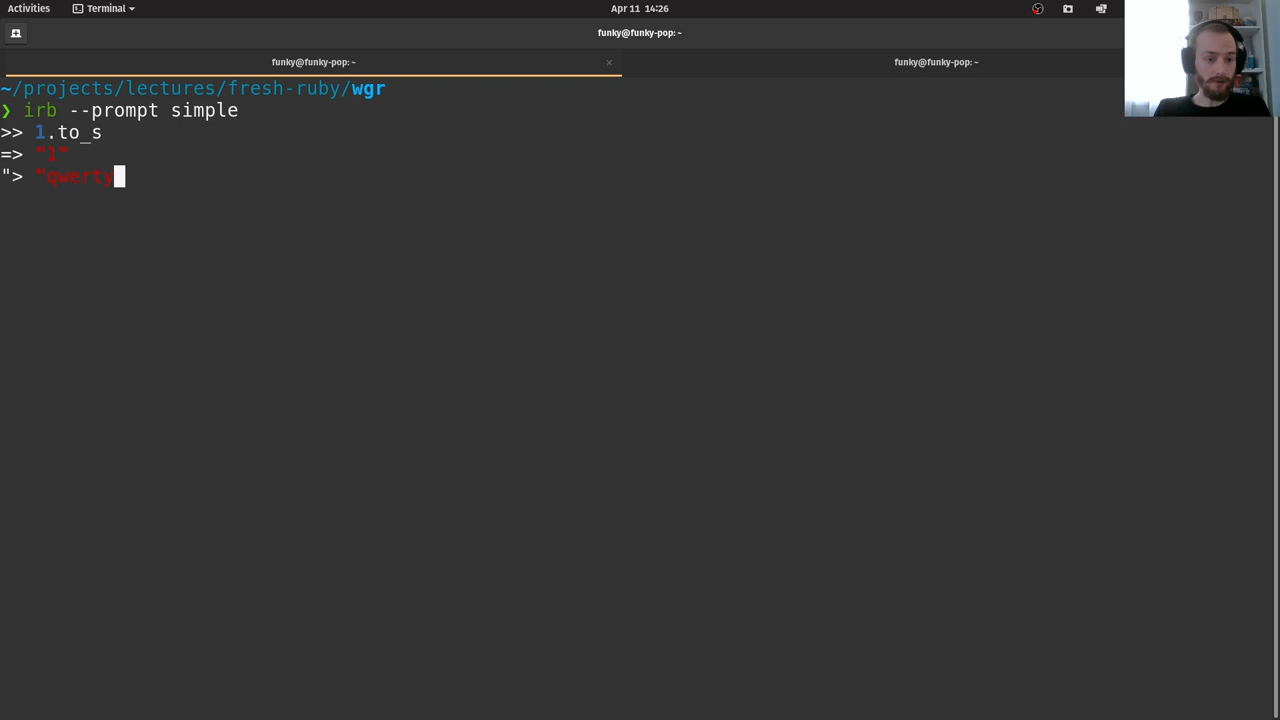 Activities Terminal Apr 11 14:26
funky@funky-pop: ~
funky@funky-pop: ~ × funky@funky-pop: ~
~/projects/lectures/fresh-ruby/wgr
❯ irb --prompt simple
>> 1.to_s
=> "1"
"> "qwerty